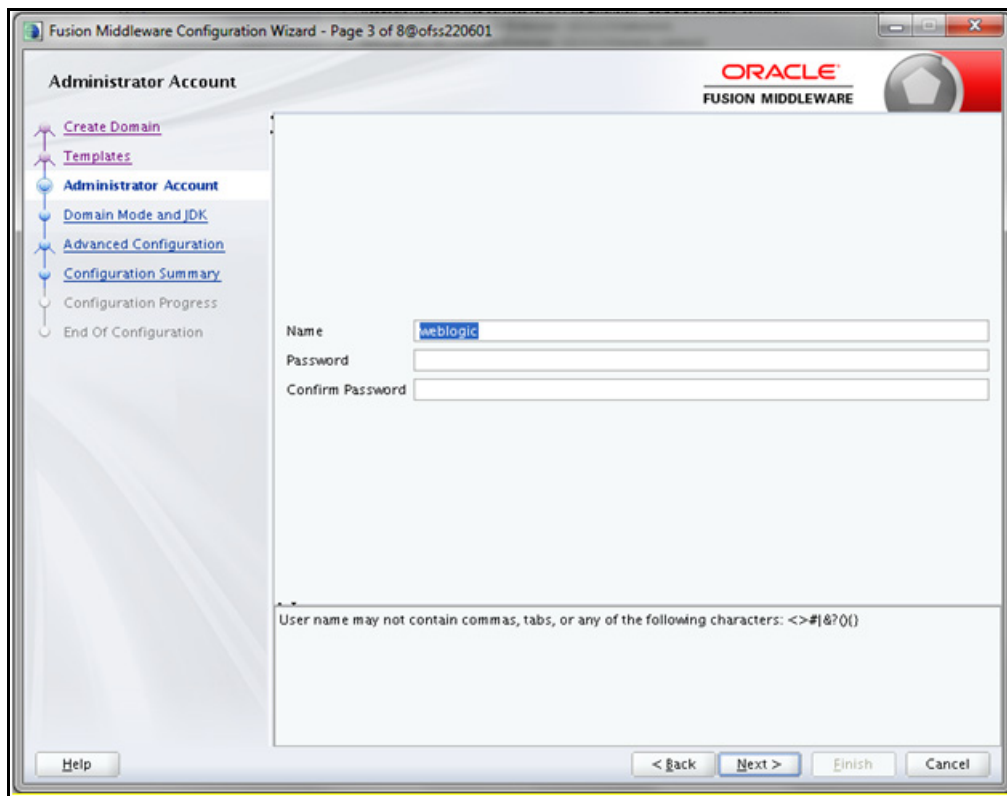 Fusion Middleware Configuration Wizard - Page 3 of 8@ofss220601
Administrator Account
ORACLE
FUSION MIDDLEWARE
Create Domain
Templates
Administrator Account
Domain Mode and JDK
Advanced Configuration
Configuration Summary
Configuration Progress
End Of Configuration
Name weblogic
Password
Confirm Password
User name may not contain commas, tabs, or any of the following characters: <>#|&?(){}
Help
< Back Next > Finish Cancel